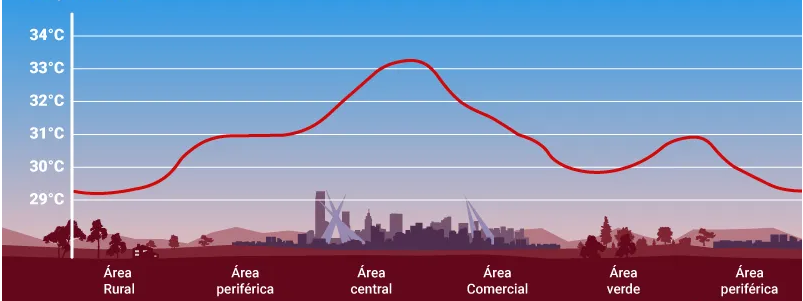 34°C
33°C
32°C
31°C
30°C
29°C
Área
Rural
Área
periférica
Área
central
Área
Comercial
Área
verde
Área
periférica